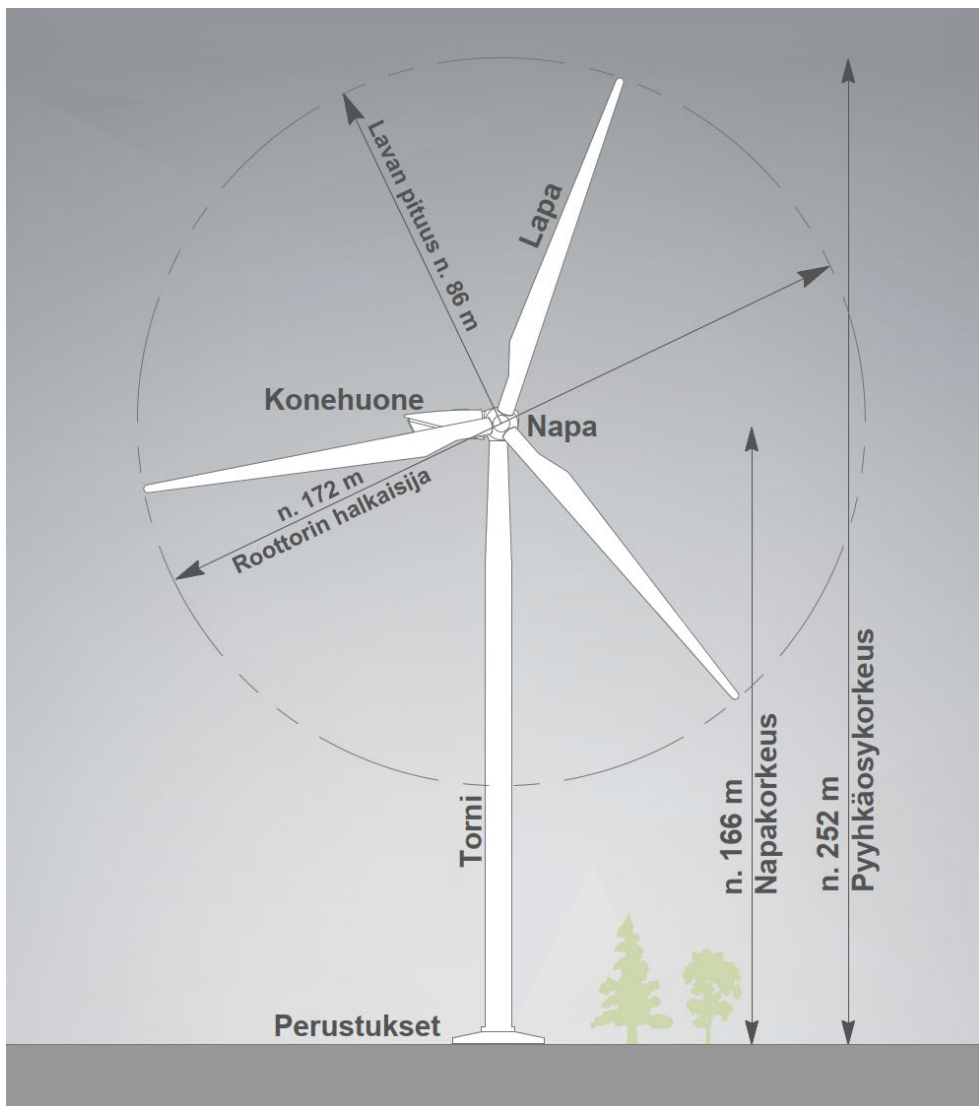 Lavan pituus n. 86 m
Lapa
Konehuone
Napa
n. 172 m
Roottorin halkaisija
Torni
n. 166 m
Napakorkeus
n. 252 m
Pyyhkäosykorkeus
Perustukset